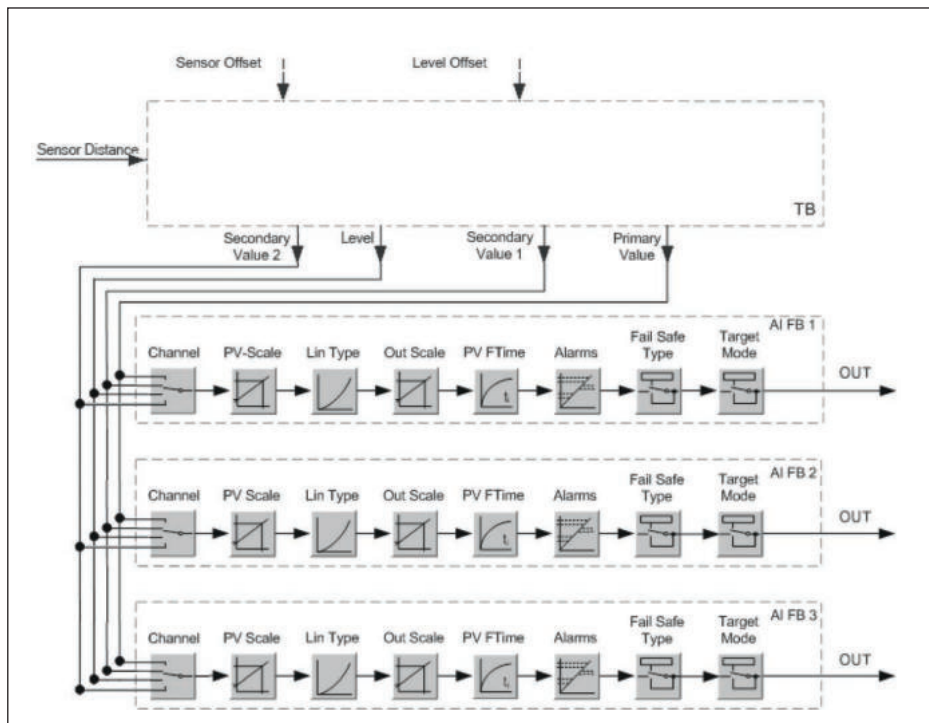 Sensor Offset
Level Offset
Sensor Distance
TB
Secondary
Value 2
Level
Secondary
Value 1
Primary
Value
AI FB 1
Channel
PV-Scale
Lin Type
Out Scale
PV FTime
Alarms
Fail Safe
Type
Target
Mode
OUT
t
AI FB 2
Channel
PV Scale
Lin Type
Out Scale
PV FTime
Alarms
Fail Safe
Type
Target
Mode
OUT
t
AI FB 3
Channel
PV Scale
Lin Type
Out Scale
PV FTime
Alarms
Fail Safe
Type
Target
Mode
OUT
t